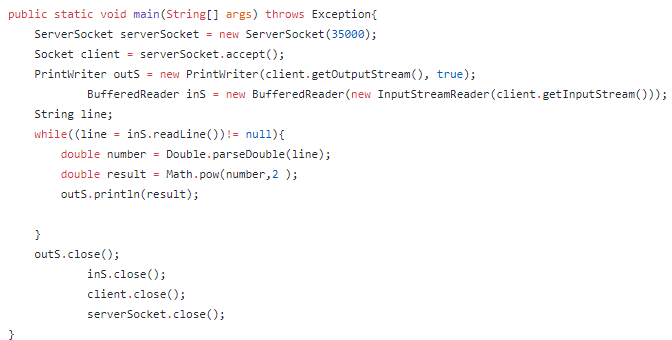 public static void main(String[] args) throws Exception{
ServerSocket serverSocket = new ServerSocket(35000);
Socket client = serverSocket.accept();
PrintWriter outS = new PrintWriter(client.getOutputStream(), true);
BufferedReader inS = new BufferedReader(new InputStreamReader(client.getInputStream()));
String line;
while((line = inS.readLine())!= null){
double number = Double.parseDouble(line);
double result = Math.pow(number,2 );
outS.println(result);
}
outS.close();
inS.close();
client.close();
serverSocket.close();
}